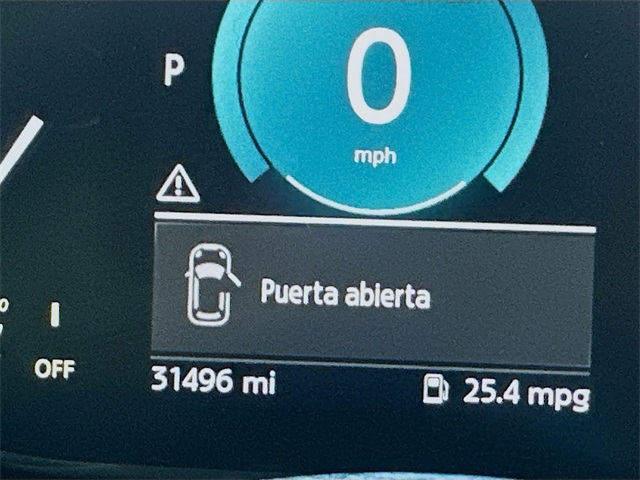 P
0
mph
Puerta abierta
OFF
31496 mi
25.4 mpg